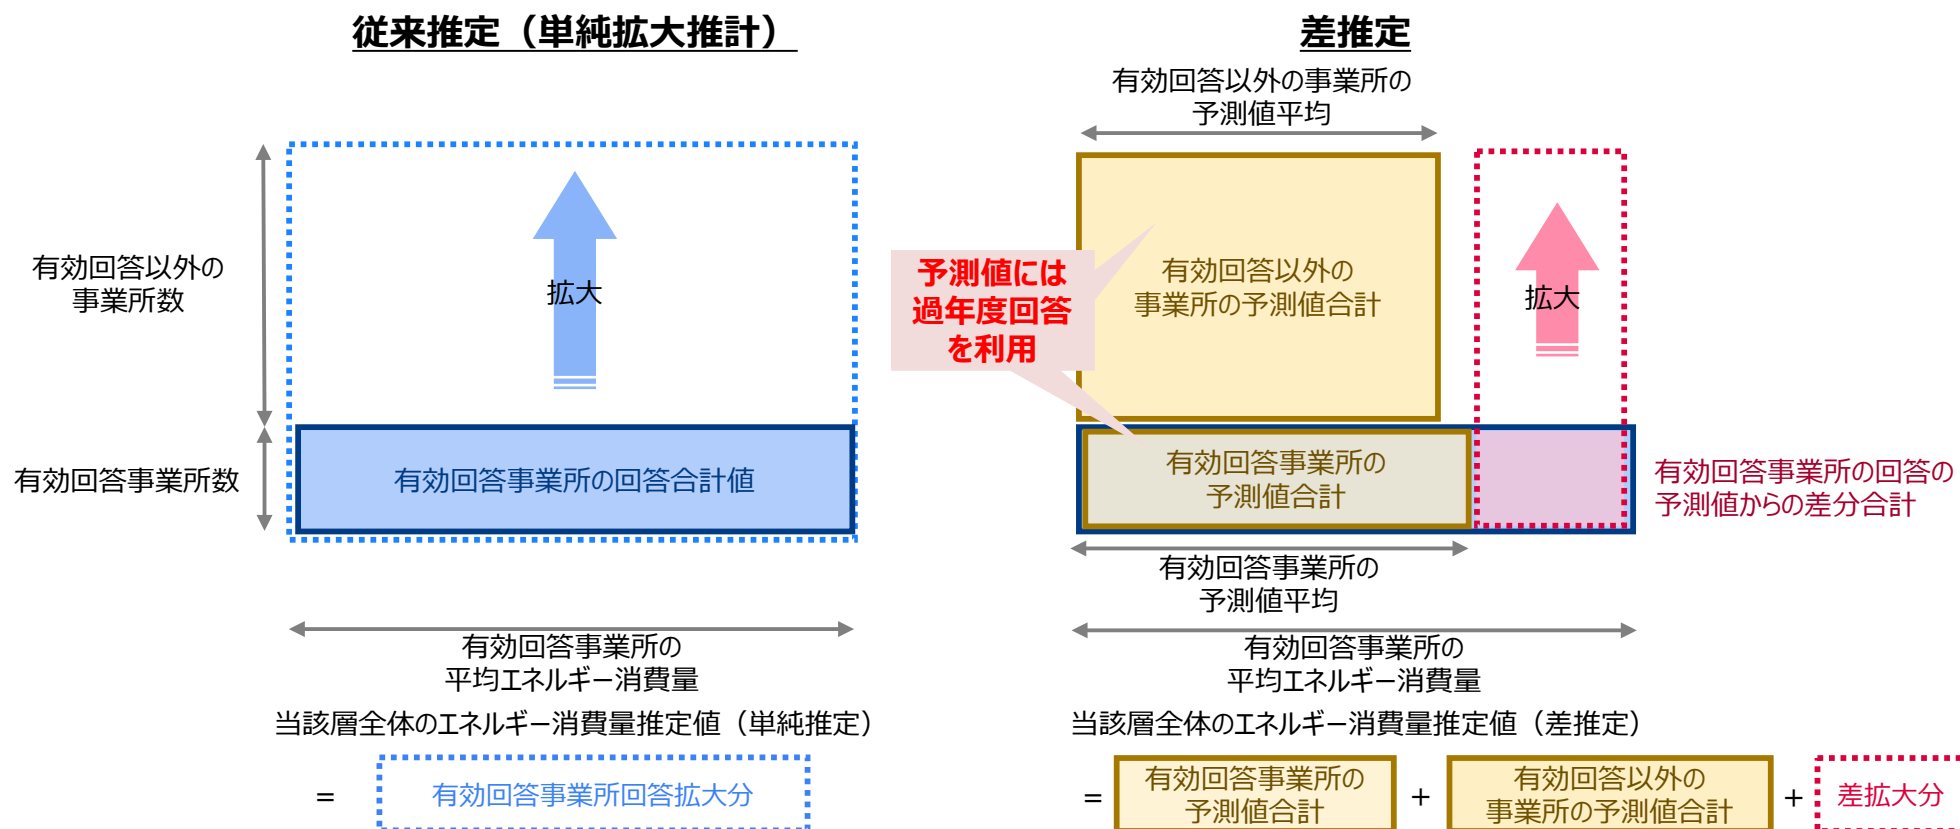 従来推定（単純拡大推計）
有効回答以外の
事業所数
拡大
有効回答事業所数
有効回答事業所の回答合計値
有効回答事業所の
平均エネルギー消費量
当該層全体のエネルギー消費量推定値（単純推定）
=
有効回答事業所回答拡大分
差推定
有効回答以外の事業所の
予測値平均
予測値には
過年度回答
を利用
有効回答以外の
事業所の予測値合計
拡大
有効回答事業所の
予測値合計
有効回答事業所の回答の
予測値からの差分合計
有効回答事業所の
予測値平均
有効回答事業所の
平均エネルギー消費量
当該層全体のエネルギー消費量推定値（差推定）
=
有効回答事業所の
予測値合計
+
有効回答以外の
事業所の予測値合計
+
差拡大分